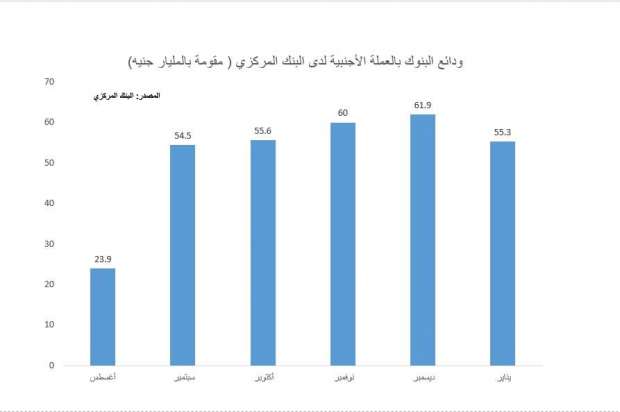 ودائع البنوك بالعملة الأجنبية لدى البنك المركزي ( مقومة بالمليار جنيه)
المصدر: البنك المركزي
70
60
50
40
30
20
10
0
23.9
54.5
55.6
60
61.9
55.3
أغسطس
سبتمبر
أكتوبر
نوفمبر
ديسمبر
يناير